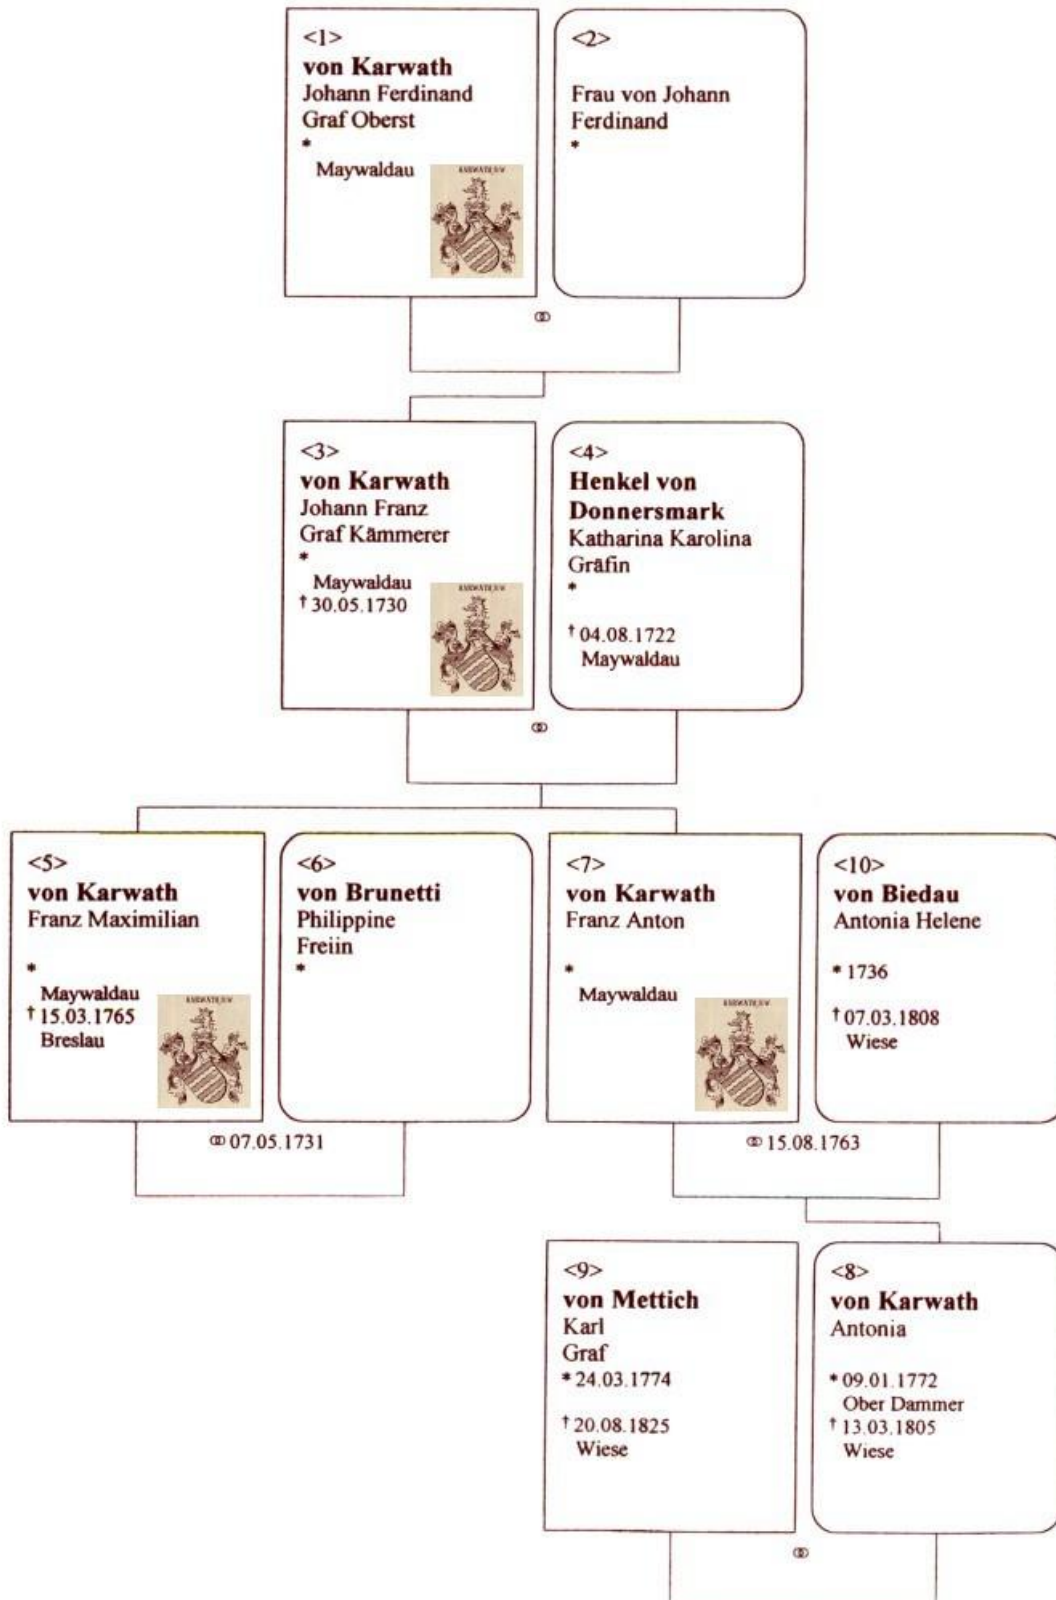 <1>
von Karwath
Johann Ferdinand
Graf Oberst
*
Maywaldau
KARWATH
<2>
Frau von Johann
Ferdinand
*
⚭
<3>
von Karwath
Johann Franz
Graf Kämmerer
*
Maywaldau
† 30.05.1730
KARWATH
<4>
Henkel von
Donnersmark
Katharina Karolina
Gräfin
*
† 04.08.1722
Maywaldau
⚭
<5>
von Karwath
Franz Maximilian
*
Maywaldau
† 15.03.1765
Breslau
KARWATH
<6>
von Brunetti
Philippine
Freiin
*
⚭ 07.05.1731
<7>
von Karwath
Franz Anton
*
Maywaldau
KARWATH
<10>
von Biedau
Antonia Helene
* 1736
† 07.03.1808
Wiese
⚭ 15.08.1763
<9>
von Mettich
Karl
Graf
* 24.03.1774
† 20.08.1825
Wiese
<8>
von Karwath
Antonia
* 09.01.1772
Ober Dammer
† 13.03.1805
Wiese
⚭